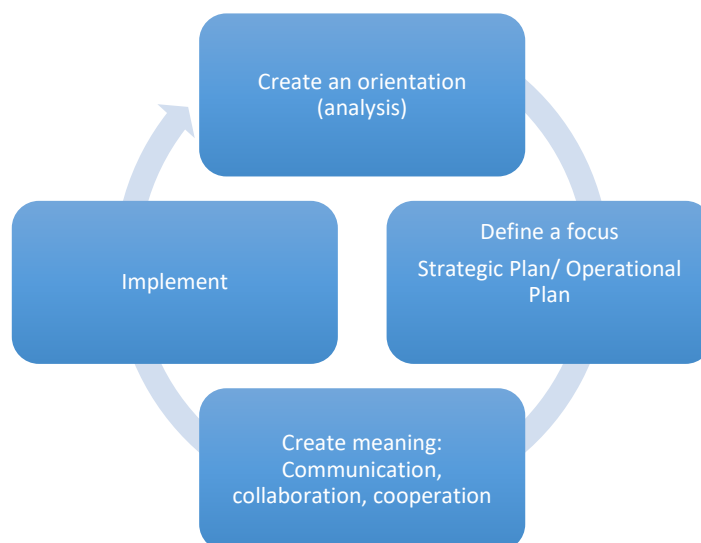 Create an orientation
(analysis)
Define a focus
Strategic Plan/ Operational
Plan
Create meaning:
Communication,
collaboration, cooperation
Implement